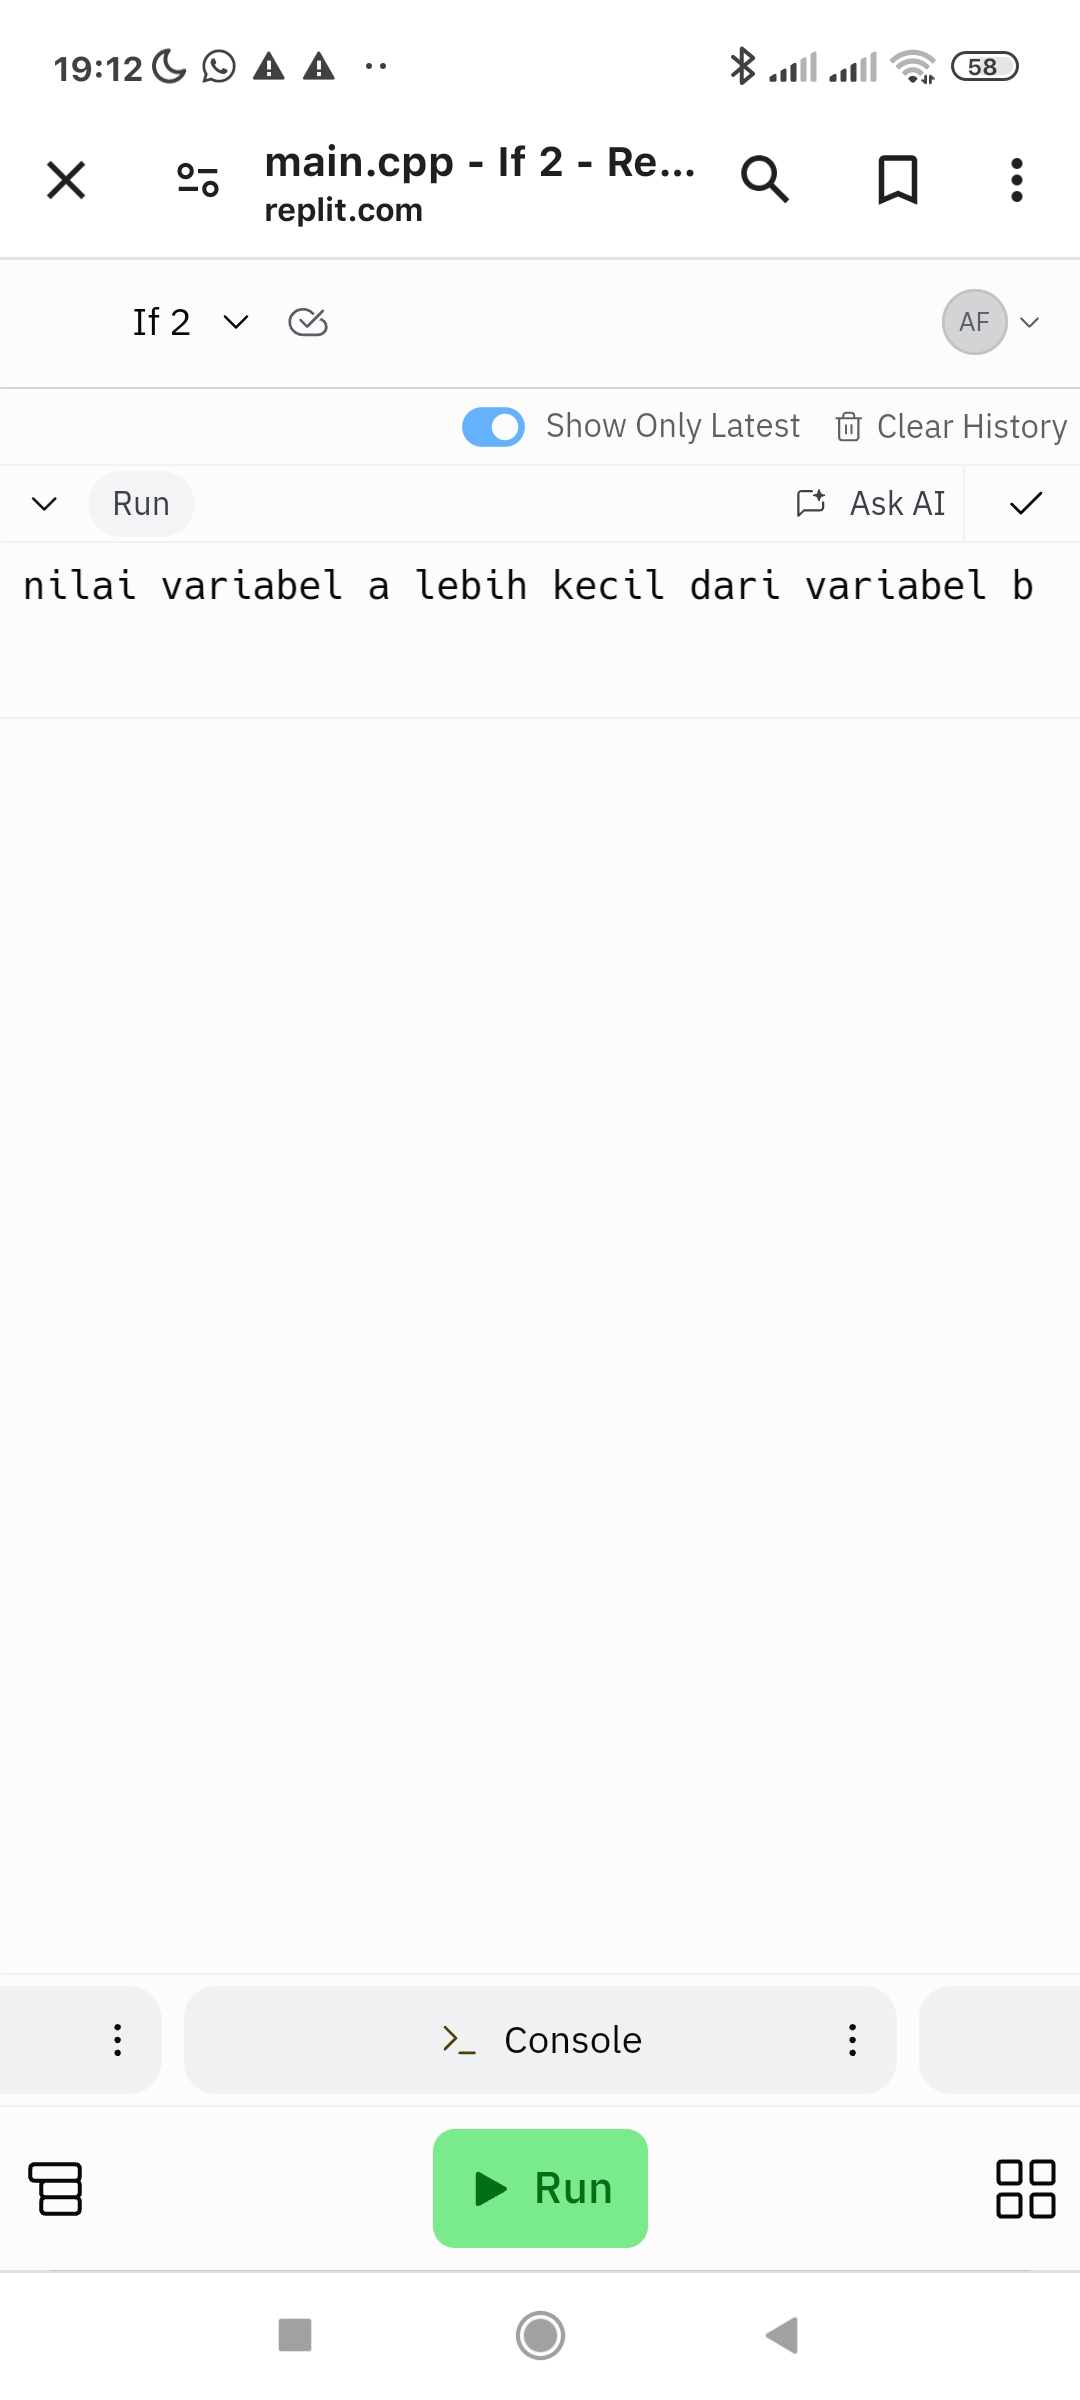 19:12
58
main.cpp - If 2 - Re...
replit.com
If 2
AF
Show Only Latest
Clear History
Run
Ask AI
nilai variabel a lebih kecil dari variabel b
Console
Run